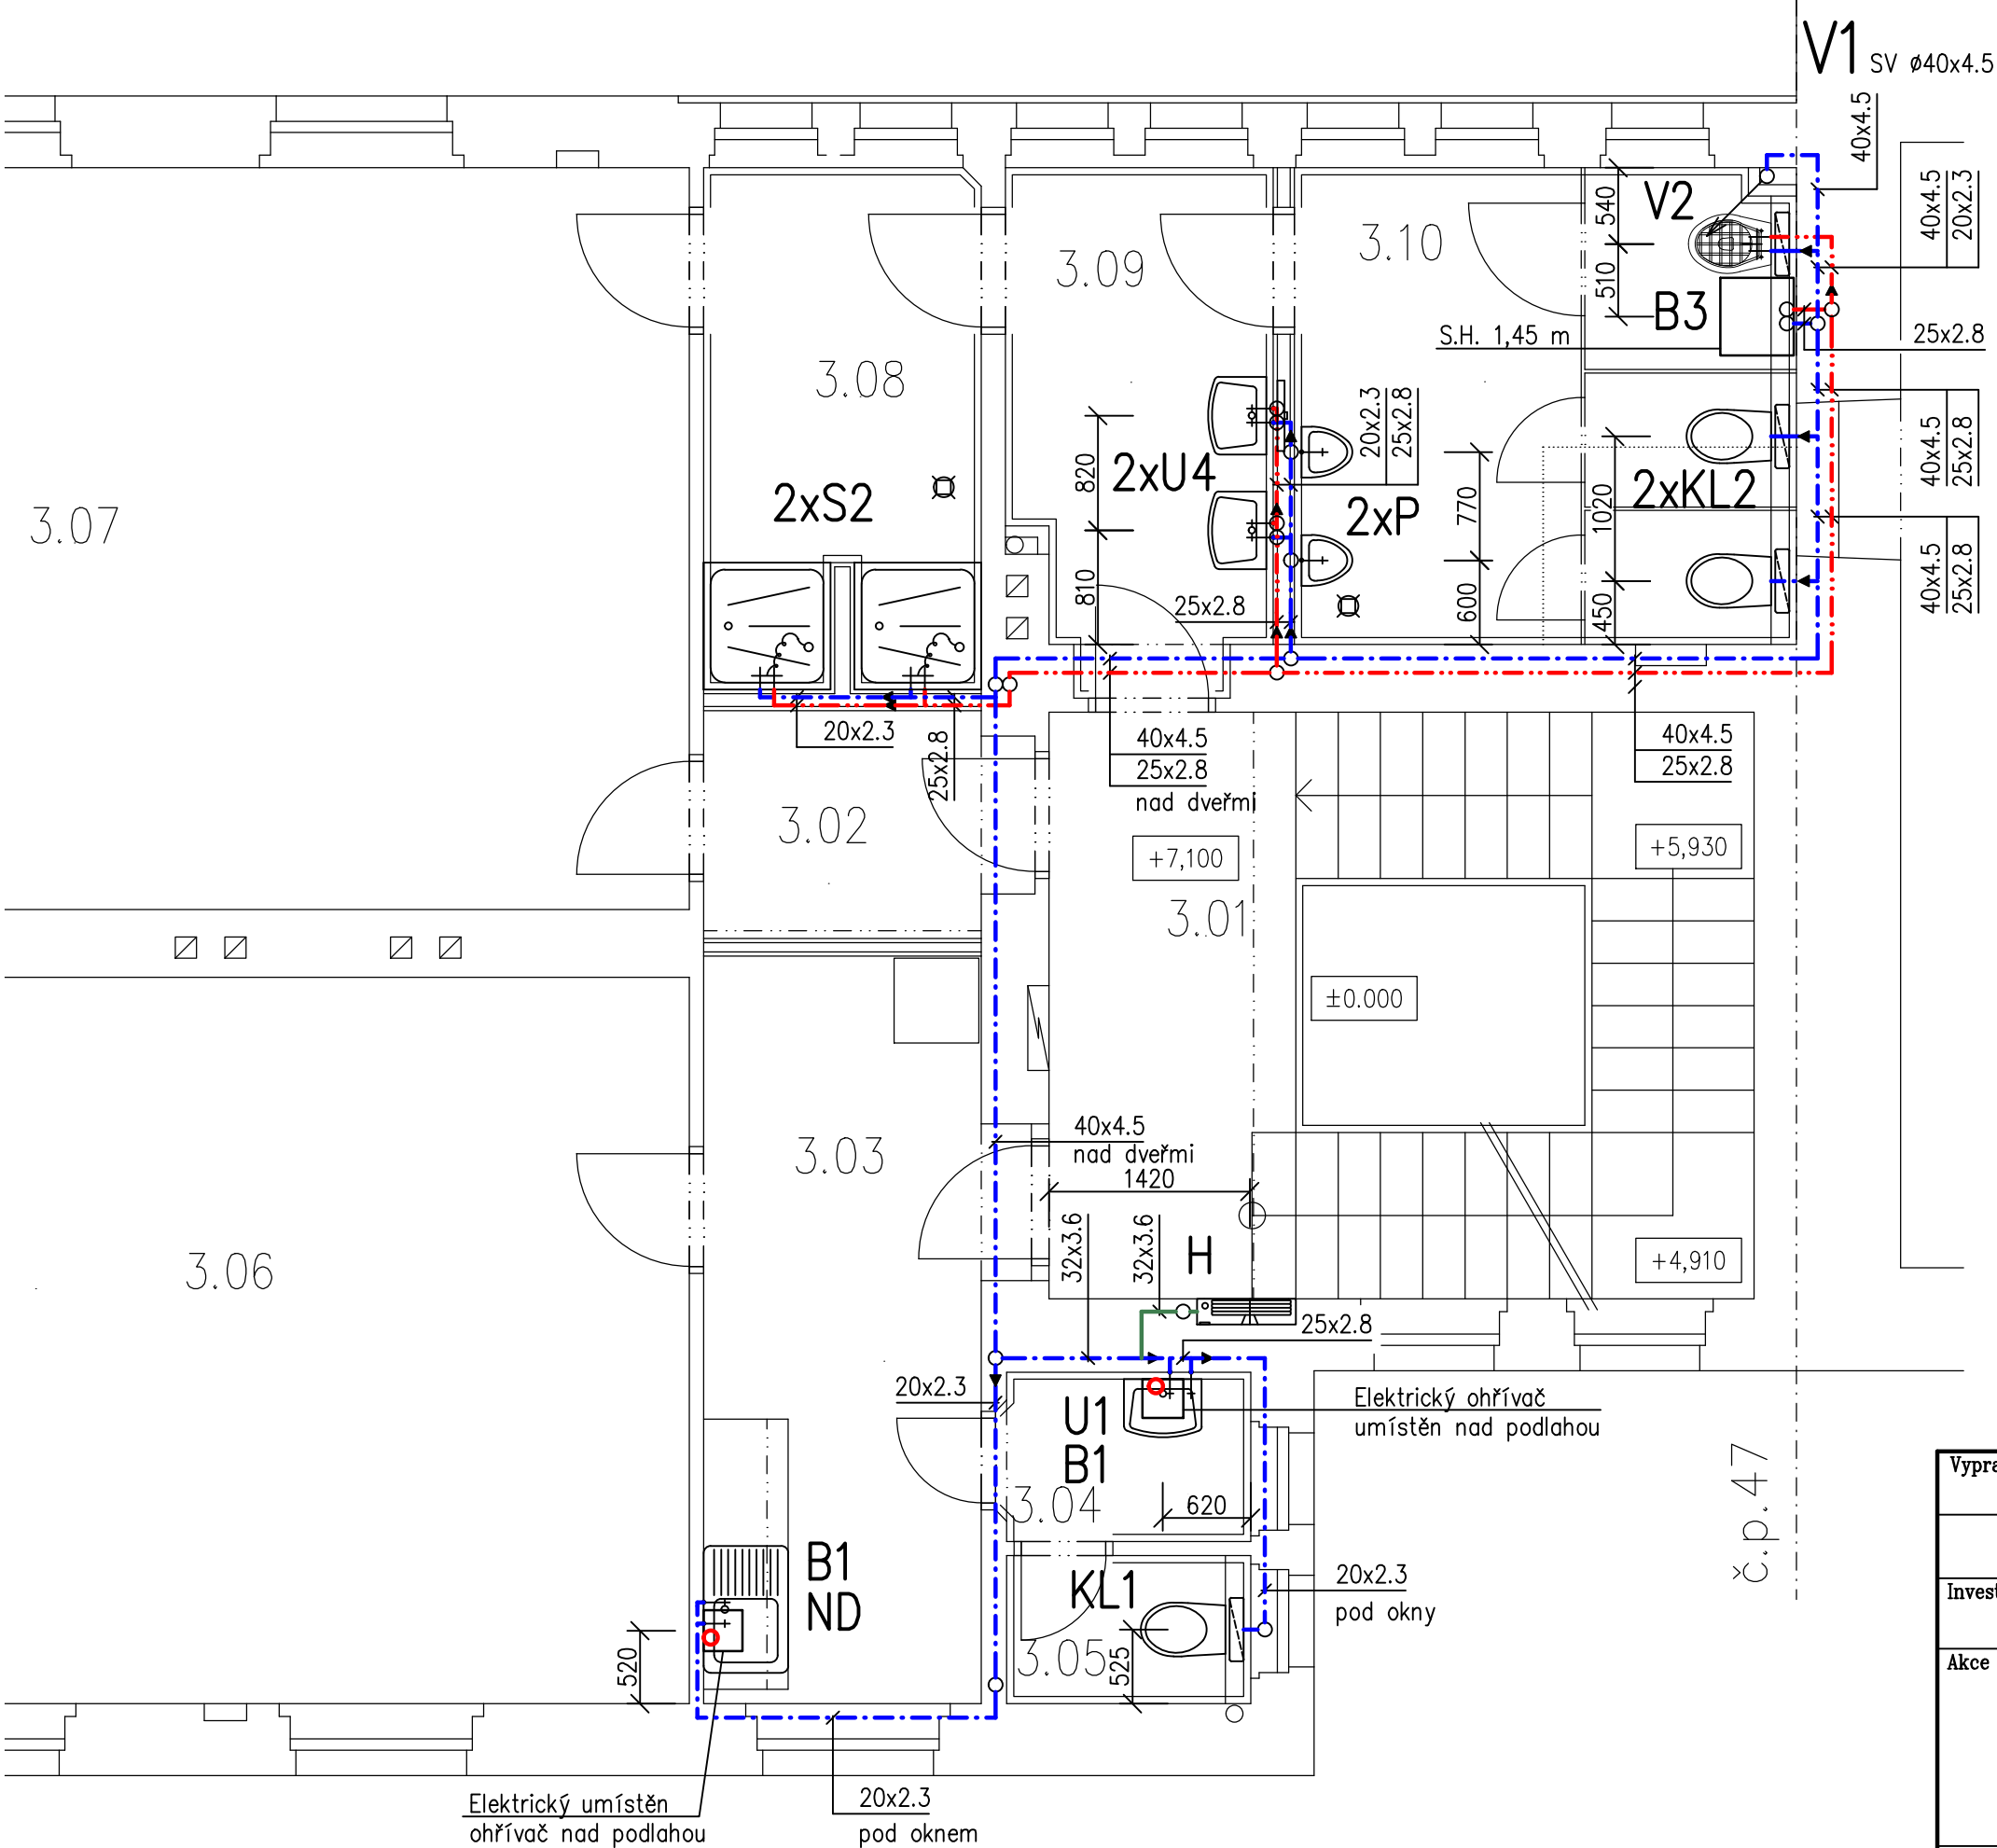 V1 SV ø40x4.5
40x4.5
40x4.5
20x2.3
540
V2
510
B3
S.H. 1,45 m
25x2.8
3.10
3.09
3.08
3.07
2xS2
820
2xU4
20x2.3
25x2.8
2xP
770
1020
2xKL2
40x4.5
25x2.8
810
25x2.8
600
450
40x4.5
25x2.8
20x2.3
25x2.8
40x4.5
25x2.8
nad dveřmi
40x4.5
25x2.8
3.02
+7,100
+5,930
3.01
±0.000
40x4.5
nad dveřmi
1420
3.03
32x3.6
32x3.6
H
+4,910
3.06
25x2.8
20x2.3
U1
B1
Elektrický ohřívač
umístěn nad podlahou
3.04
620
č.p.47
B1
ND
KL1
20x2.3
pod okny
3.05
525
520
Elektrický umístěn
ohřívač nad podlahou
20x2.3
pod oknem
Vypra
Invest
Akce